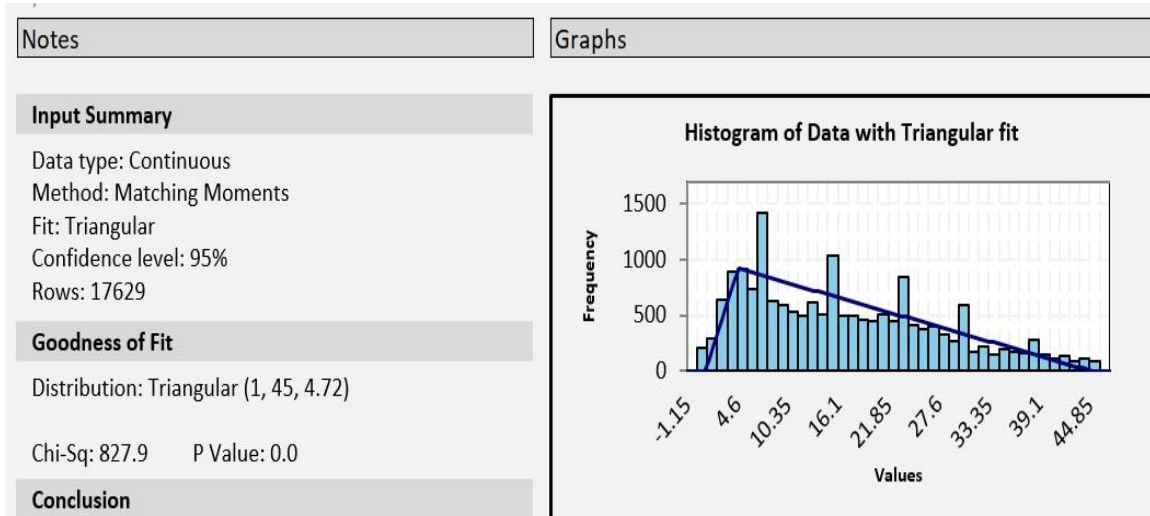 Notes
Graphs
Input Summary
Data type: Continuous
Method: Matching Moments
Fit: Triangular
Confidence level: 95%
Rows: 17629
Goodness of Fit
Distribution: Triangular (1, 45, 4.72)
Chi-Sq: 827.9 P Value: 0.0
Conclusion
Histogram of Data with Triangular fit
Frequency
1500
1000
500
0
-1.15 4.6 10.35 16.1 21.85 27.6 33.35 39.1 44.85
Values